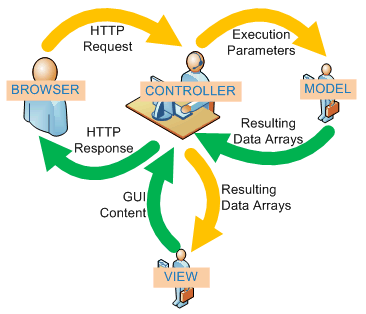 HTTP
Request
Execution
Parameters
BROWSER
CONTROLLER
MODEL
HTTP
Response
Resulting
Data Arrays
GUI
Content
Resulting
Data Arrays
VIEW